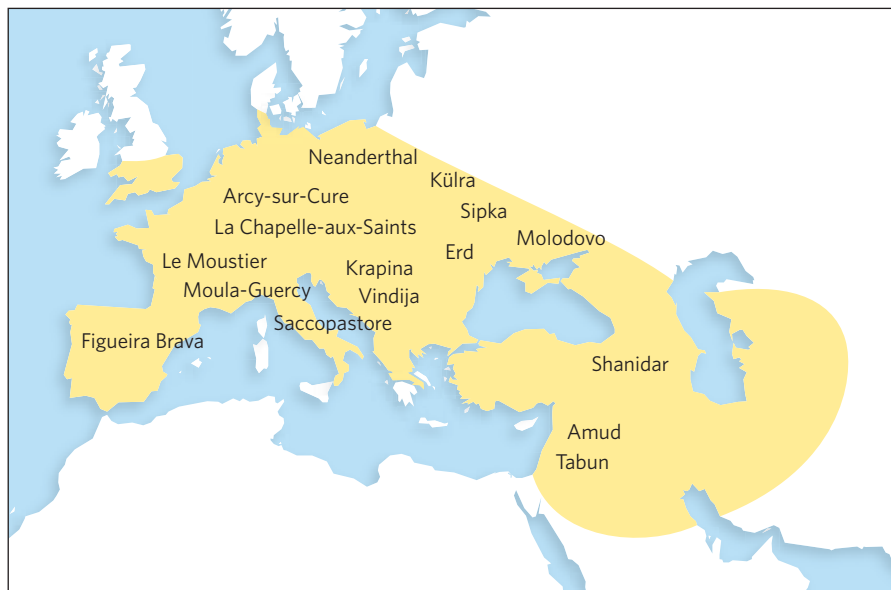 Neanderthal
Külra
Arcy-sur-Cure
Sipka
La Chapelle-aux-Saints
Molodovo
Erd
Le Moustier
Krapina
Moula-Guercy
Vindija
Saccopastore
Figueira Brava
Shanidar
Amud
Tabun